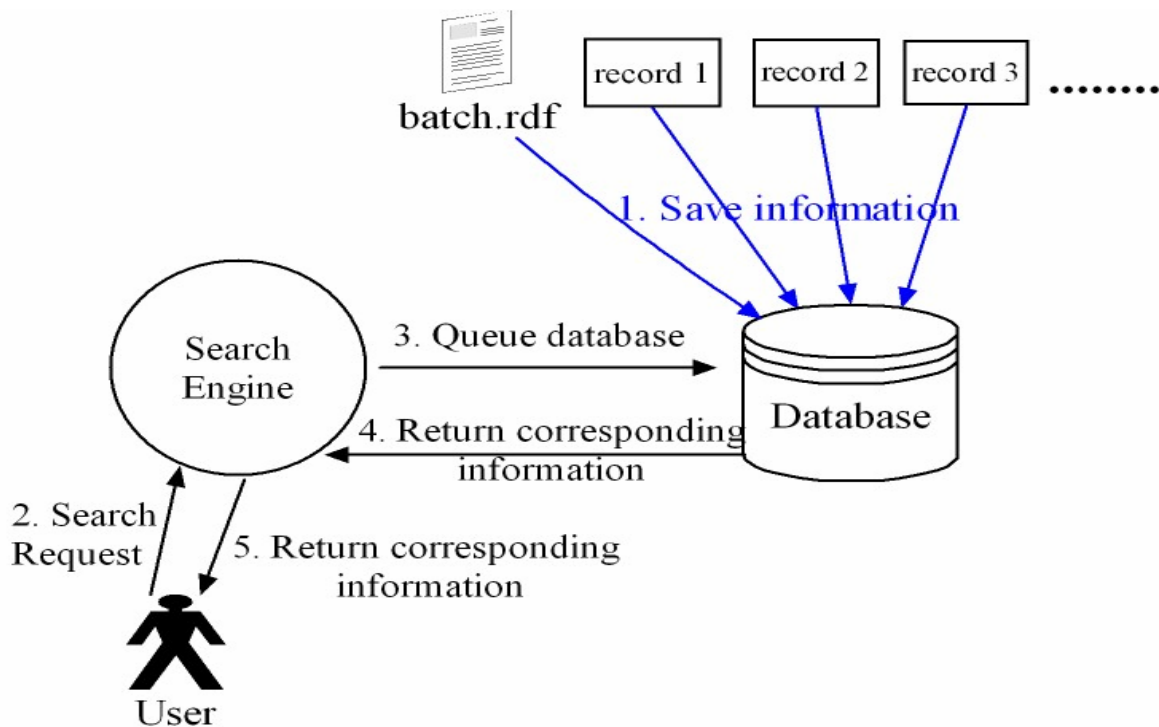 record 1
record 2
record 3
........
batch.rdf
1. Save information
Search
Engine
3. Queue database
Database
4. Return corresponding
information
2. Search
Request
5. Return corresponding
information
User